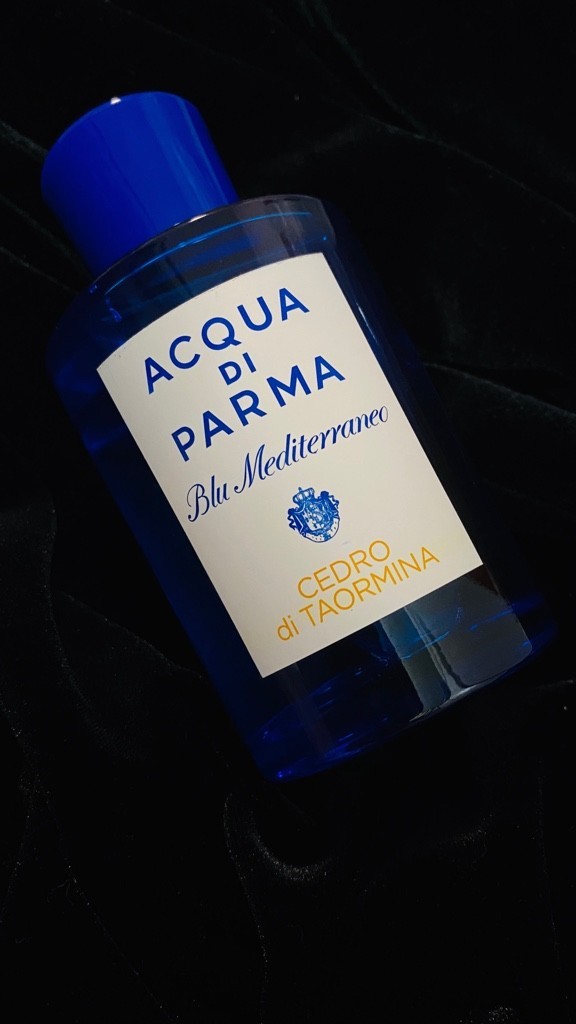 ACQUA
DI
PARMA
Blu Mediterraneo
CEDRO
di TAORMINA